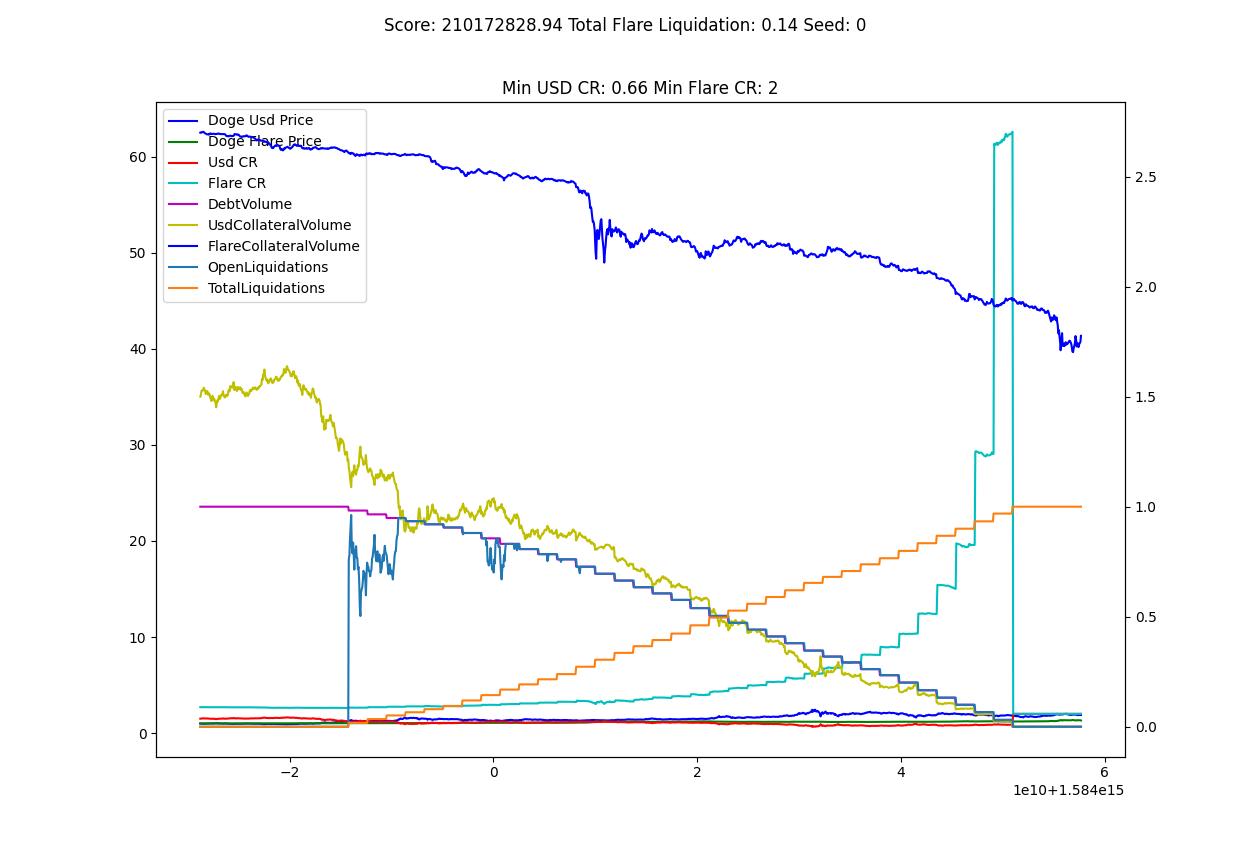 Score: 210172828.94 Total Flare Liquidation: 0.14 Seed: 0
Min USD CR: 0.66 Min Flare CR: 2
Doge Usd Price
Doge Flare Price
Usd CR
Flare CR
DebtVolume
UsdCollateralVolume
FlareCollateralVolume
OpenLiquidations
TotalLiquidations
60
50
40
30
20
10
0
2.5
2.0
1.5
1.0
0.5
0.0
−2
0
2
4
6
1e10+1.584e15